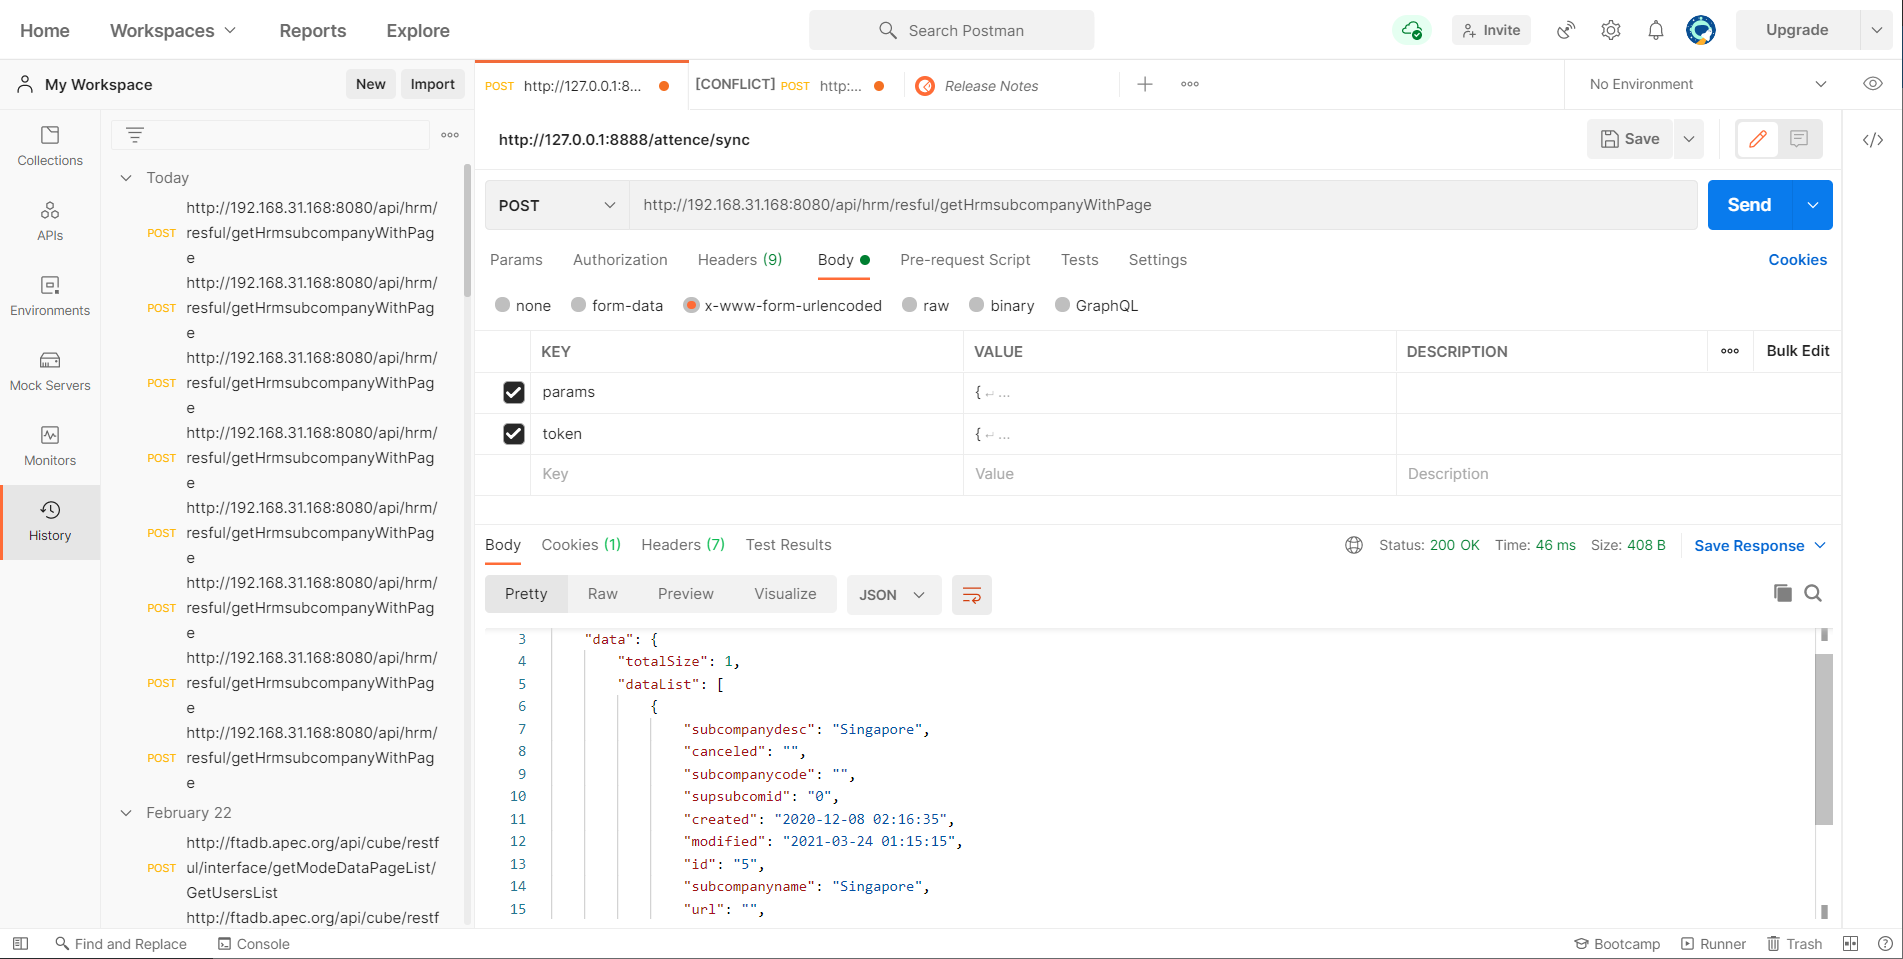 Home Workspaces Reports Explore Search Postman Invite Upgrade
My Workspace New Import
POST http://127.0.0.1:8... [CONFLICT] POST http:... Release Notes ooo No Environment
Collections
APIs
Environments
Mock Servers
Monitors
History
Today
http://192.168.31.168:8080/api/hrm/
POST resful/getHrmsubcompanyWithPag
e
http://192.168.31.168:8080/api/hrm/
POST resful/getHrmsubcompanyWithPag
e
http://192.168.31.168:8080/api/hrm/
POST resful/getHrmsubcompanyWithPag
e
http://192.168.31.168:8080/api/hrm/
POST resful/getHrmsubcompanyWithPag
e
http://192.168.31.168:8080/api/hrm/
POST resful/getHrmsubcompanyWithPag
e
http://192.168.31.168:8080/api/hrm/
POST resful/getHrmsubcompanyWithPag
e
http://192.168.31.168:8080/api/hrm/
POST resful/getHrmsubcompanyWithPag
e
http://192.168.31.168:8080/api/hrm/
POST resful/getHrmsubcompanyWithPag
e
February 22
http://ftadb.apec.org/api/cube/restf
POST ul/interface/getModeDataPageList/
GetUsersList
http://ftadb.apec.org/api/cube/restf
http://127.0.0.1:8888/attence/sync Save
POST http://192.168.31.168:8080/api/hrm/resful/getHrmsubcompanyWithPage Send
Params Authorization Headers (9) Body Pre-request Script Tests Settings Cookies
none form-data x-www-form-urlencoded raw binary GraphQL
KEY VALUE DESCRIPTION Bulk Edit
params { ↵ ...
token { ↵ ...
Key Value Description
Body Cookies (1) Headers (7) Test Results Status: 200 OK Time: 46 ms Size: 408 B Save Response
Pretty Raw Preview Visualize JSON
3 "data": {
4 "totalSize": 1,
5 "dataList": [
6 {
7 "subcompanydesc": "Singapore",
8 "canceled": "",
9 "subcompanycode": "",
10 "supsubcomid": "0",
11 "created": "2020-12-08 02:16:35",
12 "modified": "2021-03-24 01:15:15",
13 "id": "5",
14 "subcompanyname": "Singapore",
15 "url": "",
Find and Replace Console Bootcamp Runner Trash